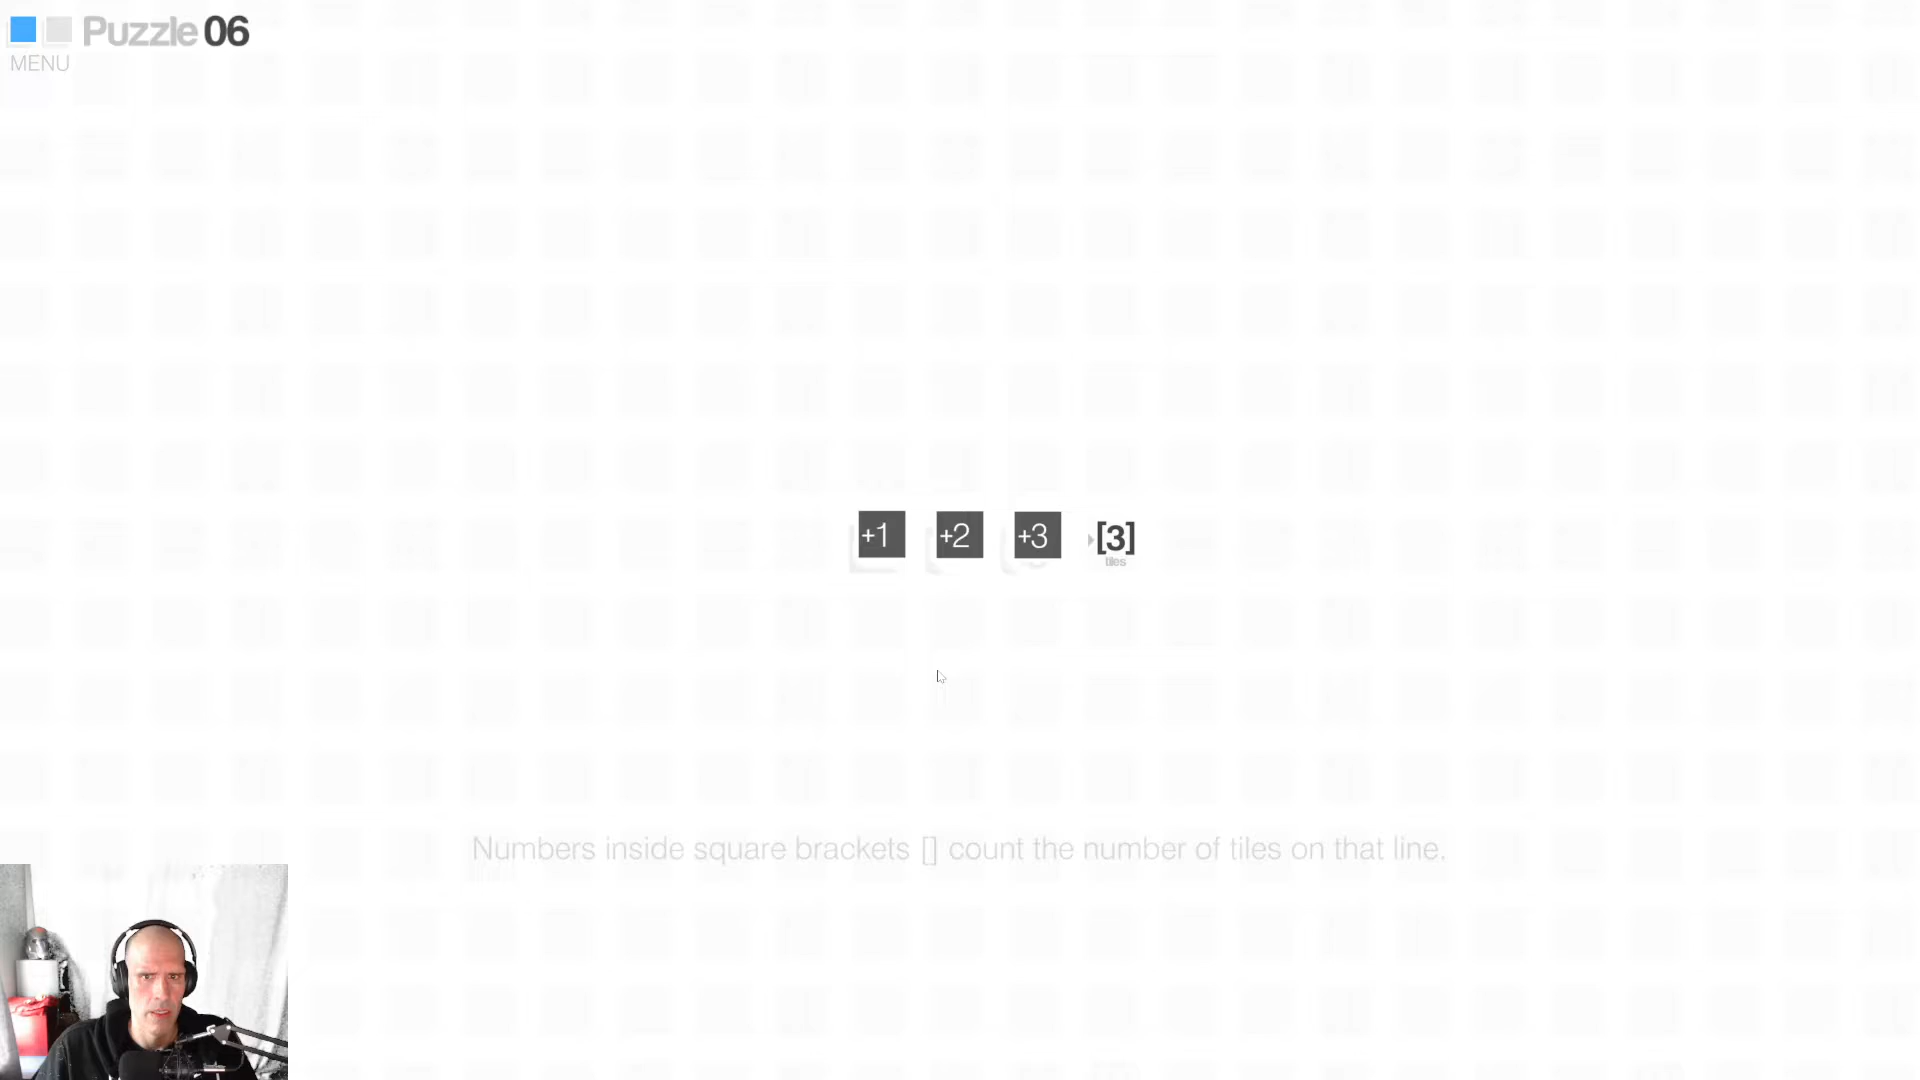 Puzzle 06
MENU
+1 +2 +3 [3]
tiles
Numbers inside square brackets [] count the number of tiles on that line.